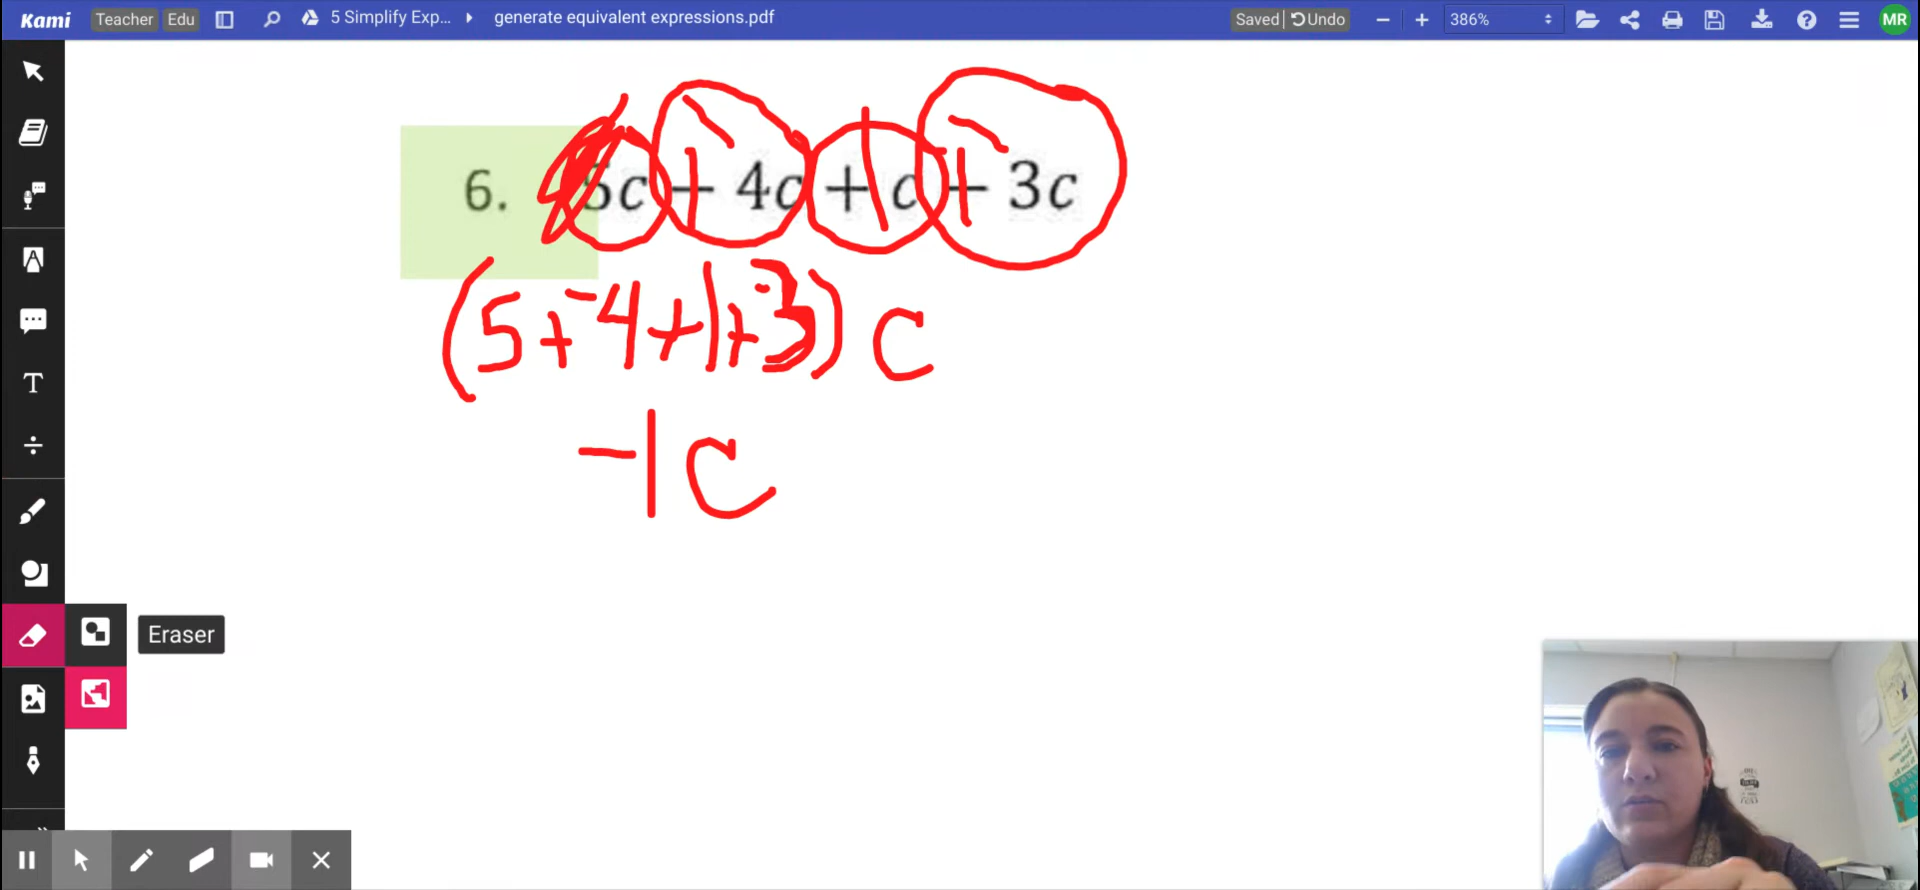 Kami Teacher Edu 5 Simplify Exp... generate equivalent expressions.pdf Saved Undo 386% MR
6. 5c − 4c + c − 3c
(5+-4+1+-3) c
-1c
T
Eraser